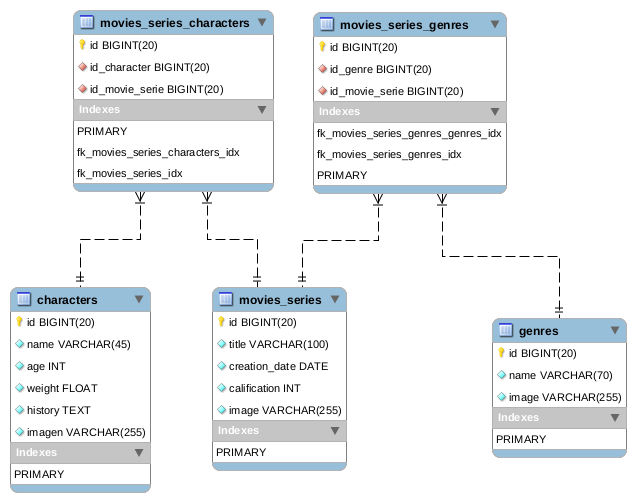 movies_series_characters
id BIGINT(20)
id_character BIGINT(20)
id_movie_serie BIGINT(20)
Indexes
PRIMARY
fk_movies_series_characters_idx
fk_movies_series_idx
movies_series_genres
id BIGINT(20)
id_genre BIGINT(20)
id_movie_serie BIGINT(20)
Indexes
fk_movies_series_genres_genres_idx
fk_movies_series_genres_idx
PRIMARY
characters
id BIGINT(20)
name VARCHAR(45)
age INT
weight FLOAT
history TEXT
imagen VARCHAR(255)
Indexes
PRIMARY
movies_series
id BIGINT(20)
title VARCHAR(100)
creation_date DATE
calification INT
image VARCHAR(255)
Indexes
PRIMARY
genres
id BIGINT(20)
name VARCHAR(70)
image VARCHAR(255)
Indexes
PRIMARY